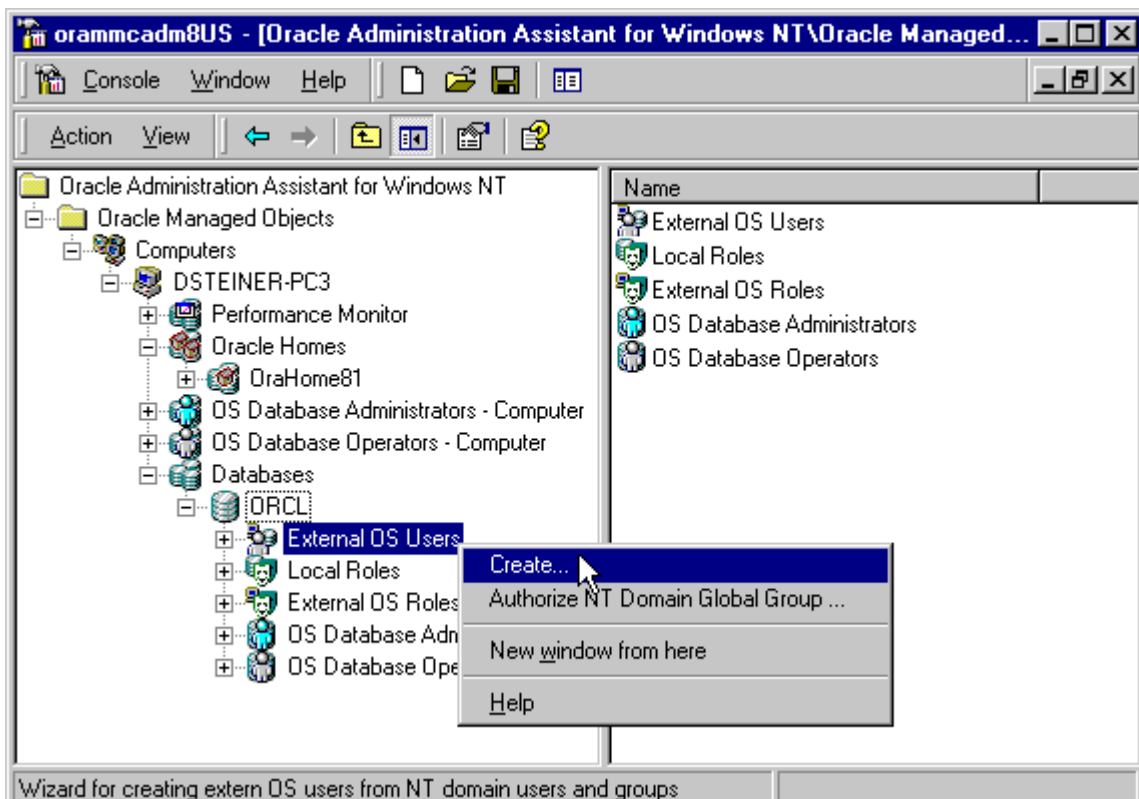 orammcadm8US - [Oracle Administration Assistant for Windows NT\Oracle Managed...
Console Window Help
Action View
Oracle Administration Assistant for Windows NT
Oracle Managed Objects
Computers
DSTEINER-PC3
Performance Monitor
Oracle Homes
OraHome81
OS Database Administrators - Computer
OS Database Operators - Computer
Databases
ORCL
External OS Users
Local Roles
External OS Roles
OS Database Adm
OS Database Ope
Create...
Authorize NT Domain Global Group ...
New window from here
Help
Name
External OS Users
Local Roles
External OS Roles
OS Database Administrators
OS Database Operators
Wizard for creating extern OS users from NT domain users and groups